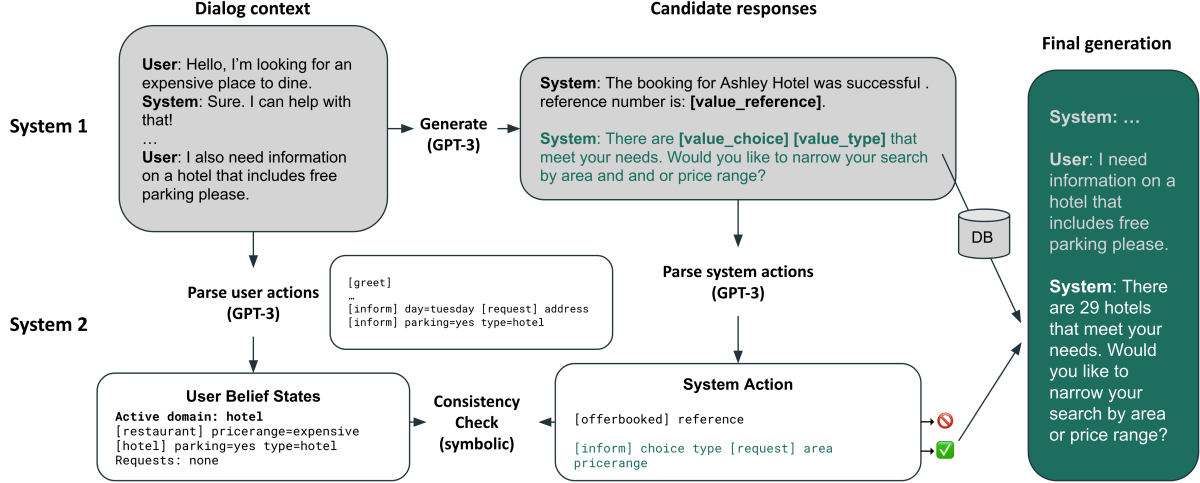 Dialog context
Candidate responses
Final generation
System 1
User: Hello, I'm looking for an
expensive place to dine.
System: Sure. I can help with
that!
…
User: I also need information
on a hotel that includes free
parking please.
Generate
(GPT-3)
System: The booking for Ashley Hotel was successful .
reference number is: [value_reference].
System: There are [value_choice] [value_type] that
meet your needs. Would you like to narrow your search
by area and and or price range?
DB
System: …
User: I need
information on a
hotel that
includes free
parking please.
System: There
are 29 hotels
that meet your
needs. Would
you like to
narrow your
search by area
or price range?
System 2
Parse user actions
(GPT-3)
[greet]
…
[inform] day=tuesday [request] address
[inform] parking=yes type=hotel
Parse system actions
(GPT-3)
User Belief States
Active domain: hotel
[restaurant] pricerange=expensive
[hotel] parking=yes type=hotel
Requests: none
Consistency
Check
(symbolic)
System Action
[offerbooked] reference
[inform] choice type [request] area
pricerange